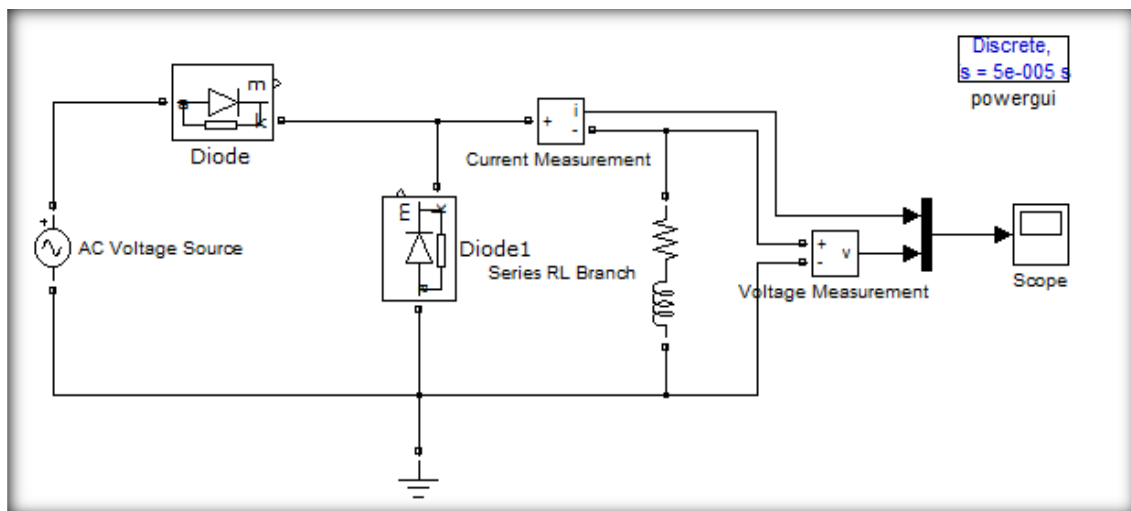 Discrete,
s = 5e-005 s
powergui
m
a
k
Diode
+
i
-
Current Measurement
+
AC Voltage Source
E
Diode1
Series RL Branch
+
-
v
Voltage Measurement
Scope